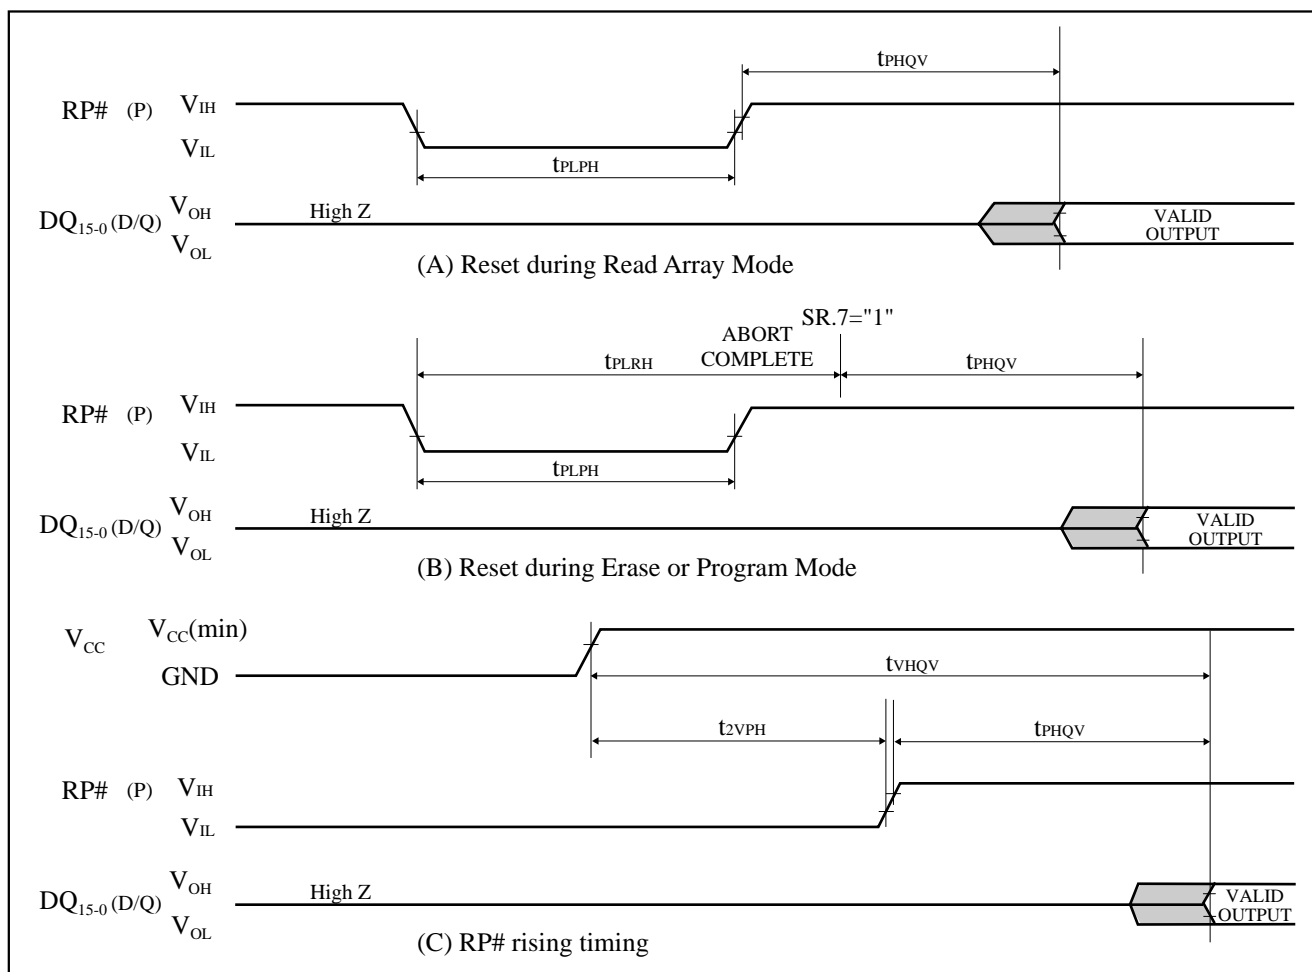 tPHQV
RP# (P) VIH
VIL
tPLPH
DQ15-0 (D/Q) VOH
VOL
High Z
VALID
OUTPUT
(A) Reset during Read Array Mode
SR.7="1"
ABORT
COMPLETE
tPLRH
tPHQV
RP# (P) VIH
VIL
tPLPH
DQ15-0 (D/Q) VOH
VOL
High Z
VALID
OUTPUT
(B) Reset during Erase or Program Mode
VCC VCC(min)
GND
tVHQV
t2VPH
tPHQV
RP# (P) VIH
VIL
DQ15-0 (D/Q) VOH
VOL
High Z
VALID
OUTPUT
(C) RP# rising timing